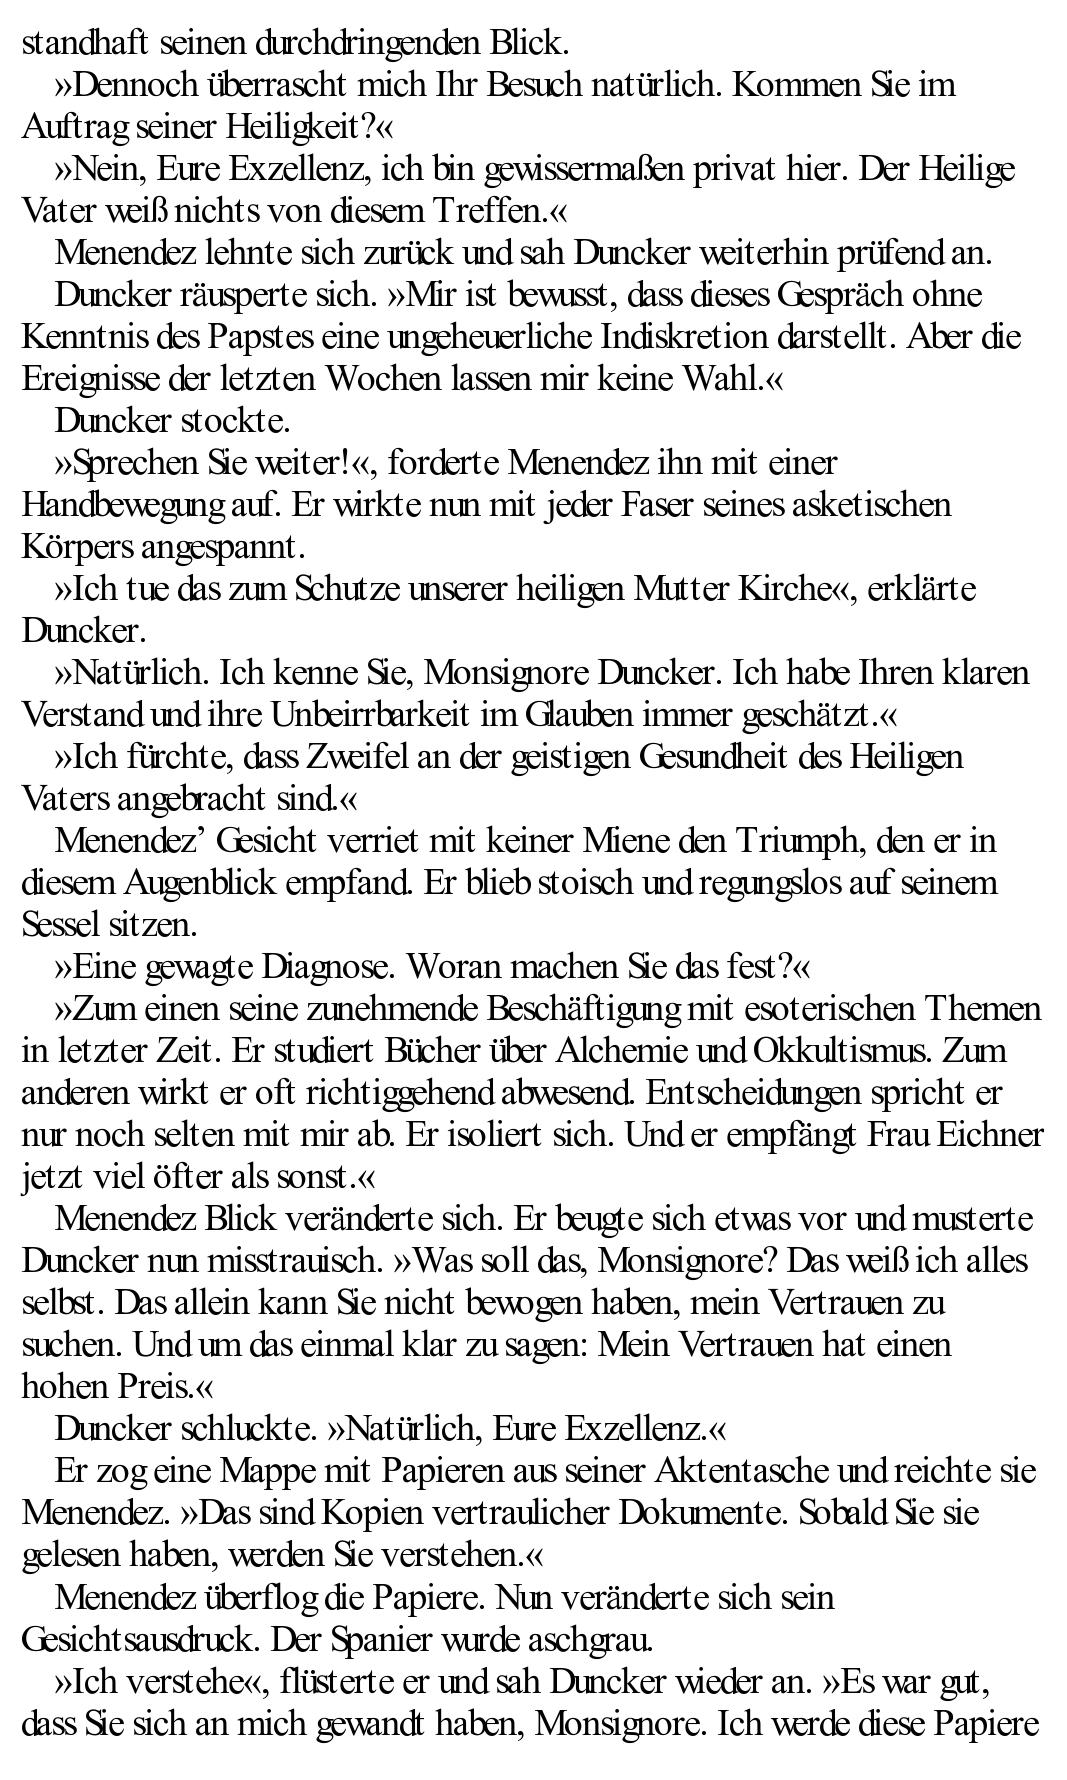 standhaft seinen durchdringenden Blick.
»Dennoch überrascht mich Ihr Besuch natürlich. Kommen Sie im
Auftrag seiner Heiligkeit?«
»Nein, Eure Exzellenz, ich bin gewissermaßen privat hier. Der Heilige
Vater weiß nichts von diesem Treffen.«
Menendez lehnte sich zurück und sah Duncker weiterhin prüfend an.
Duncker räusperte sich. »Mir ist bewusst, dass dieses Gespräch ohne
Kenntnis des Papstes eine ungeheuerliche Indiskretion darstellt. Aber die
Ereignisse der letzten Wochen lassen mir keine Wahl.«
Duncker stockte.
»Sprechen Sie weiter!«, forderte Menendez ihn mit einer
Handbewegung auf. Er wirkte nun mit jeder Faser seines asketischen
Körpers angespannt.
»Ich tue das zum Schutze unserer heiligen Mutter Kirche«, erklärte
Duncker.
»Natürlich. Ich kenne Sie, Monsignore Duncker. Ich habe Ihren klaren
Verstand und ihre Unbeirrbarkeit im Glauben immer geschätzt.«
»Ich fürchte, dass Zweifel an der geistigen Gesundheit des Heiligen
Vaters angebracht sind.«
Menendez’ Gesicht verriet mit keiner Miene den Triumph, den er in
diesem Augenblick empfand. Er blieb stoisch und regungslos auf seinem
Sessel sitzen.
»Eine gewagte Diagnose. Woran machen Sie das fest?«
»Zum einen seine zunehmende Beschäftigung mit esoterischen Themen
in letzter Zeit. Er studiert Bücher über Alchemie und Okkultismus. Zum
anderen wirkt er oft richtiggehend abwesend. Entscheidungen spricht er
nur noch selten mit mir ab. Er isoliert sich. Und er empfängt Frau Eichner
jetzt viel öfter als sonst.«
Menendez Blick veränderte sich. Er beugte sich etwas vor und musterte
Duncker nun misstrauisch. »Was soll das, Monsignore? Das weiß ich alles
selbst. Das allein kann Sie nicht bewogen haben, mein Vertrauen zu
suchen. Und um das einmal klar zu sagen: Mein Vertrauen hat einen
hohen Preis.«
Duncker schluckte. »Natürlich, Eure Exzellenz.«
Er zog eine Mappe mit Papieren aus seiner Aktentasche und reichte sie
Menendez. »Das sind Kopien vertraulicher Dokumente. Sobald Sie sie
gelesen haben, werden Sie verstehen.«
Menendez überflog die Papiere. Nun veränderte sich sein
Gesichtsausdruck. Der Spanier wurde aschgrau.
»Ich verstehe«, flüsterte er und sah Duncker wieder an. »Es war gut,
dass Sie sich an mich gewandt haben, Monsignore. Ich werde diese Papiere